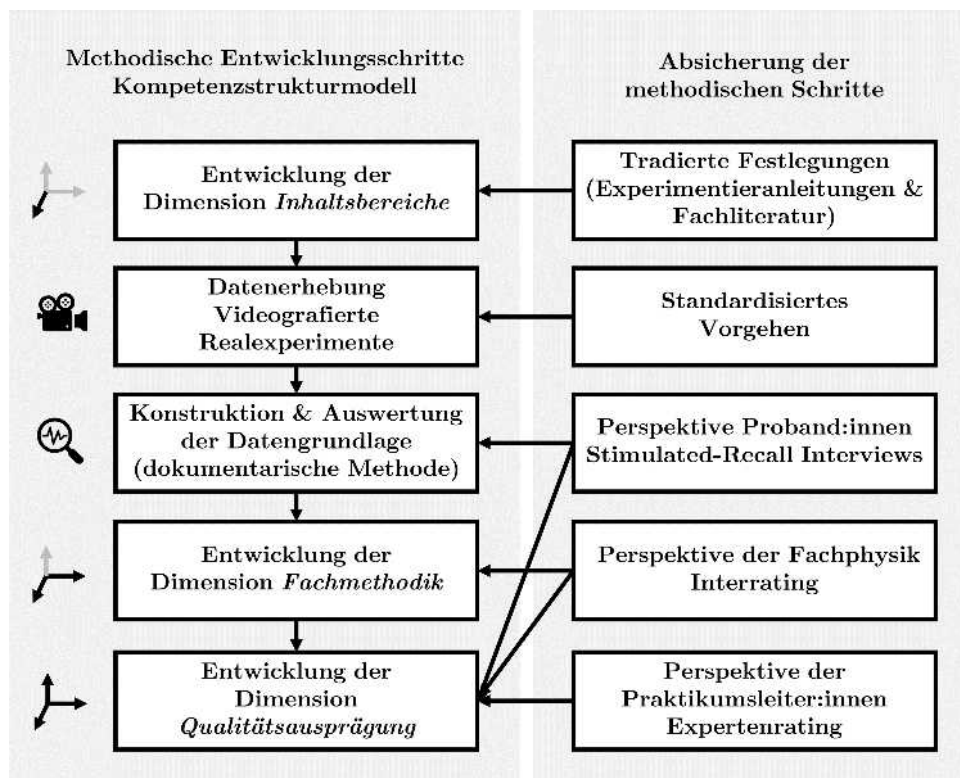 Methodische Entwicklungsschritte
Kompetenzstrukturmodell
Absicherung der
methodischen Schritte
Entwicklung der
Dimension Inhaltsbereiche
Tradierte Festlegungen
(Experimentieranleitungen &
Fachliteratur)
Datenerhebung
Videografierte
Realexperimente
Standardisiertes
Vorgehen
Konstruktion & Auswertung
der Datengrundlage
(dokumentarische Methode)
Perspektive Proband:innen
Stimulated-Recall Interviews
Entwicklung der
Dimension Fachmethodik
Perspektive der Fachphysik
Interrating
Entwicklung der
Dimension
Qualitätsausprägung
Perspektive der
Praktikumsleiter:innen
Expertenrating